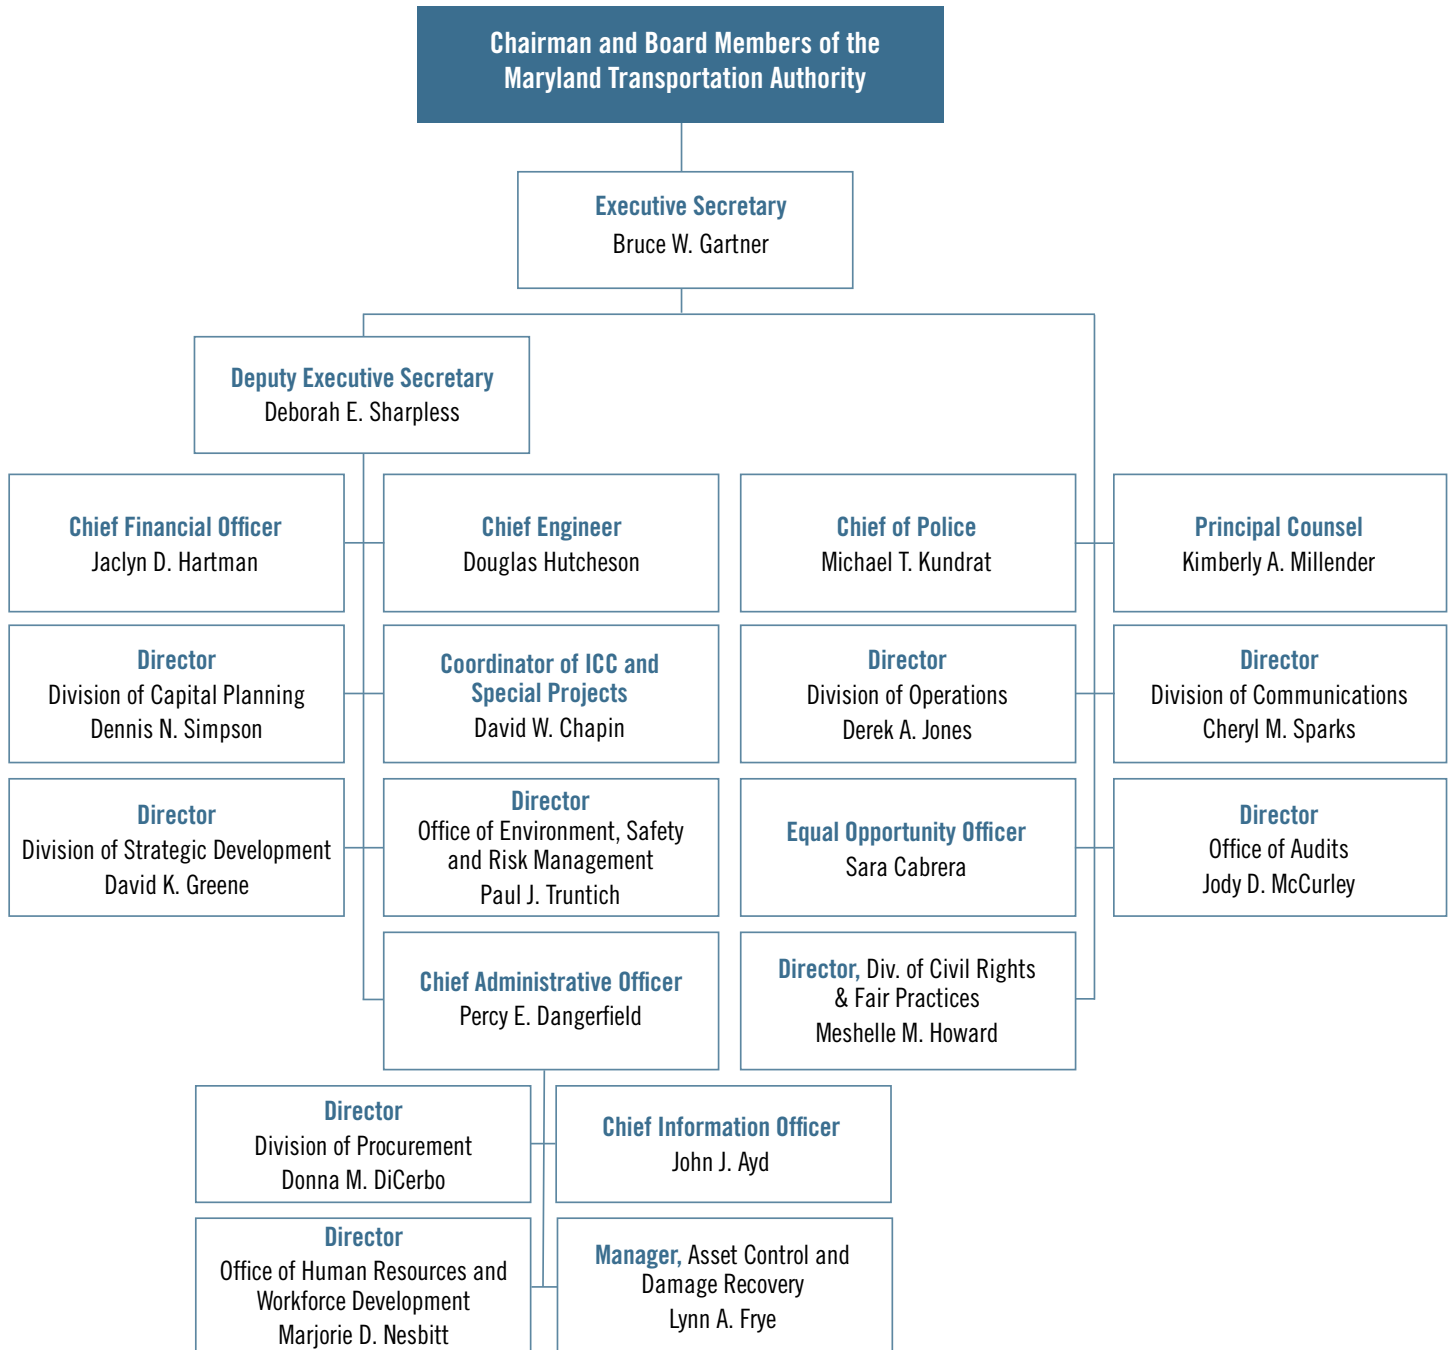 Chairman and Board Members of the
Maryland Transportation Authority
Executive Secretary
Bruce W. Gartner
Deputy Executive Secretary
Deborah E. Sharpless
Chief Financial Officer
Jaclyn D. Hartman
Chief Engineer
Douglas Hutcheson
Chief of Police
Michael T. Kundrat
Principal Counsel
Kimberly A. Millender
Director
Division of Capital Planning
Dennis N. Simpson
Coordinator of ICC and
Special Projects
David W. Chapin
Director
Division of Operations
Derek A. Jones
Director
Division of Communications
Cheryl M. Sparks
Director
Division of Strategic Development
David K. Greene
Director
Office of Environment, Safety
and Risk Management
Paul J. Truntich
Equal Opportunity Officer
Sara Cabrera
Director
Office of Audits
Jody D. McCurley
Chief Administrative Officer
Percy E. Dangerfield
Director, Div. of Civil Rights
& Fair Practices
Meshelle M. Howard
Director
Division of Procurement
Donna M. DiCerbo
Chief Information Officer
John J. Ayd
Director
Office of Human Resources and
Workforce Development
Marjorie D. Nesbitt
Manager, Asset Control and
Damage Recovery
Lynn A. Frye